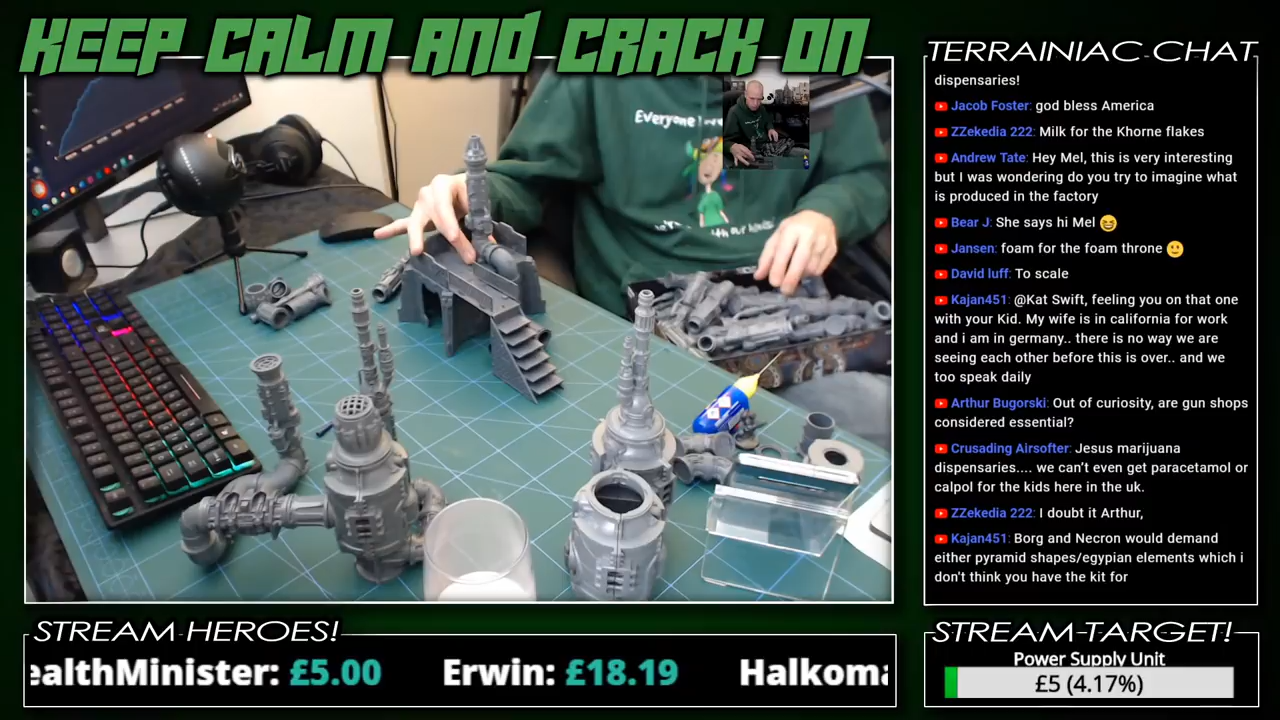 KEEP CALM AND CRACK ON
Everyone
TERRAINIAC CHAT
dispensaries!
Jacob Foster: god bless America
ZZekedia 222: Milk for the Khorne flakes
Andrew Tate: Hey Mel, this is very interesting
but I was wondering do you try to imagine what
is produced in the factory
Bear J: She says hi Mel 😆
Jansen: foam for the foam throne 🙂
David luff: To scale
Kajan451: @Kat Swift, feeling you on that one
with your Kid. My wife is in california for work
and i am in germany.. there is no way we are
seeing each other before this is over.. and we
too speak daily
Arthur Bugorski: Out of curiosity, are gun shops
considered essential?
Crusading Airsofter: Jesus marijuana
dispensaries.... we can't even get paracetamol or
calpol for the kids here in the uk.
ZZekedia 222: I doubt it Arthur,
Kajan451: Borg and Necron would demand
either pyramid shapes/egypian elements which i
don't think you have the kit for
STREAM HEROES!
ealthMinister: £5.00 Erwin: £18.19 Halkoma
STREAM TARGET!
Power Supply Unit
£5 (4.17%)